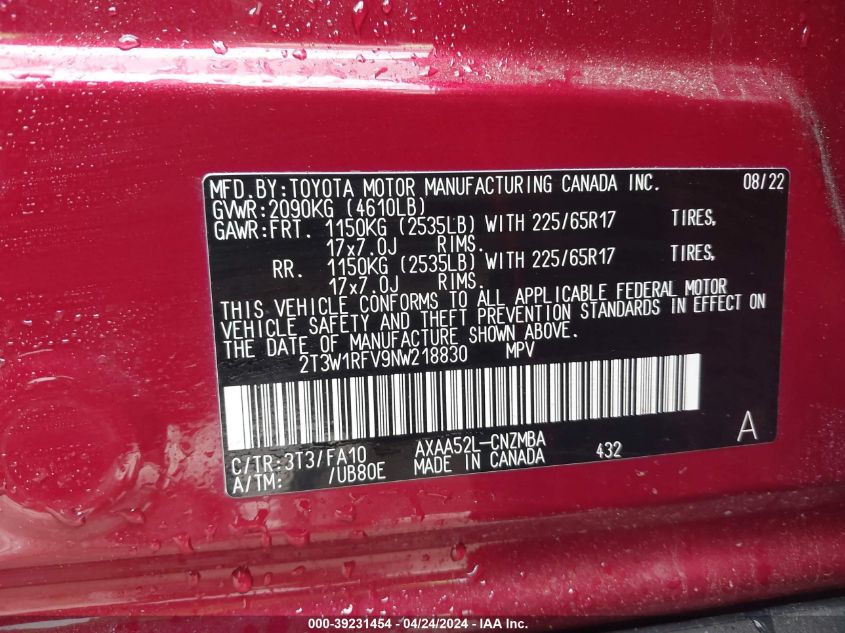 MFD.BY:TOYOTA MOTOR MANUFACTURING CANADA INC. 08/22
GVWR:2090KG (4610LB)
GAWR:FRT. 1150KG (2535LB) WITH 225/65R17 TIRES,
17x7.0J RIMS.
RR. 1150KG (2535LB) WITH 225/65R17 TIRES,
17x7.0J RIMS.
THIS VEHICLE CONFORMS TO ALL APPLICABLE FEDERAL MOTOR
VEHICLE SAFETY AND THEFT PREVENTION STANDARDS IN EFFECT ON
THE DATE OF MANUFACTURE SHOWN ABOVE.
2T3W1RFV9NW218830 MPV
A
C/TR:3T3/FA10 AXAA52L-CNZMBA 432
A/TM: /UB80E MADE IN CANADA
000-39231454 - 04/24/2024 - IAA Inc.